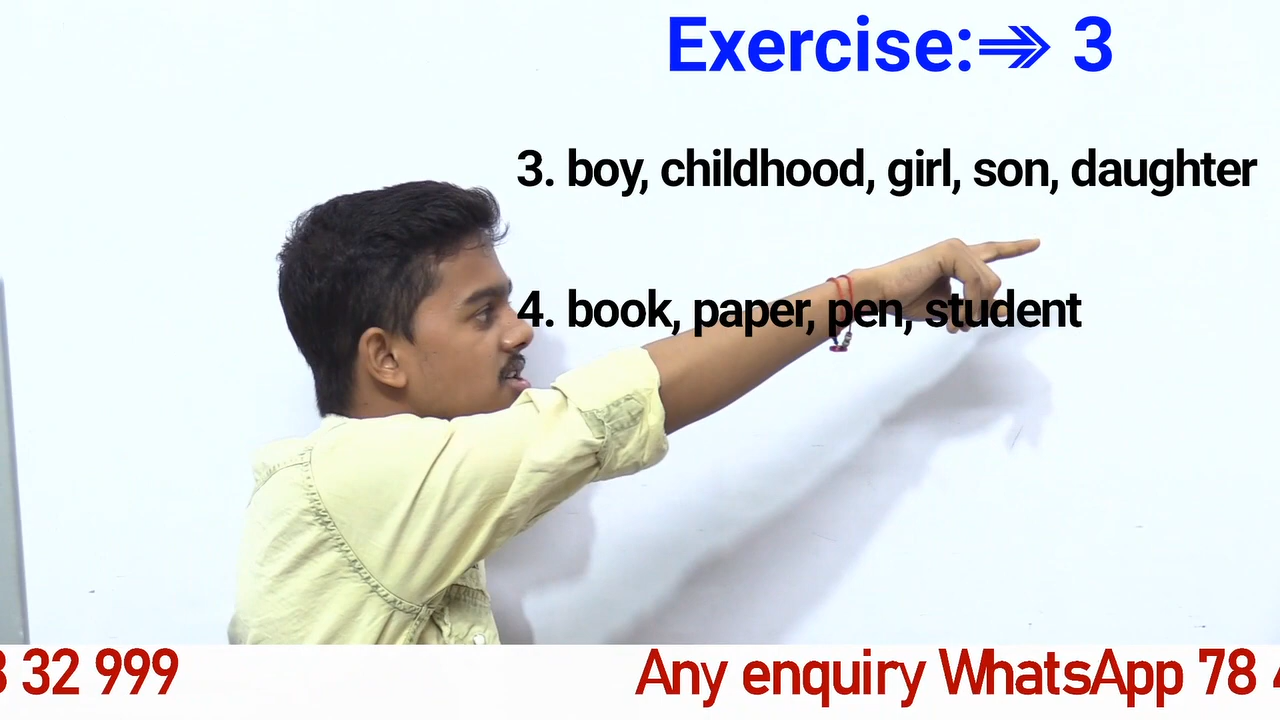 Exercise:⇛ 3
3. boy, childhood, girl, son, daughter
4. book, paper, pen, student
32 999
Any enquiry WhatsApp 78